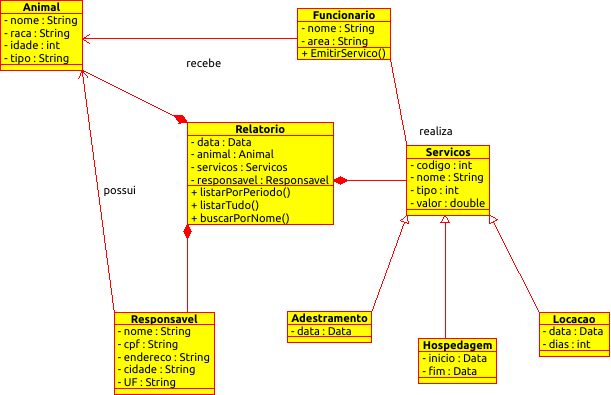 Animal
- nome : String
- raca : String
- idade : int
- tipo : String
Funcionario
- nome : String
- area : String
+ EmitirServico()
recebe
realiza
Relatorio
- data : Data
- animal : Animal
- servicos : Servicos
- responsavel : Responsavel
+ listarPorPeriodo()
+ listarTudo()
+ buscarPorNome()
Servicos
- codigo : int
- nome : String
- tipo : int
- valor : double
possui
Responsavel
- nome : String
- cpf : String
- endereco : String
- cidade : String
- UF : String
Adestramento
- data : Data
Hospedagem
- inicio : Data
- fim : Data
Locacao
- data : Data
- dias : int